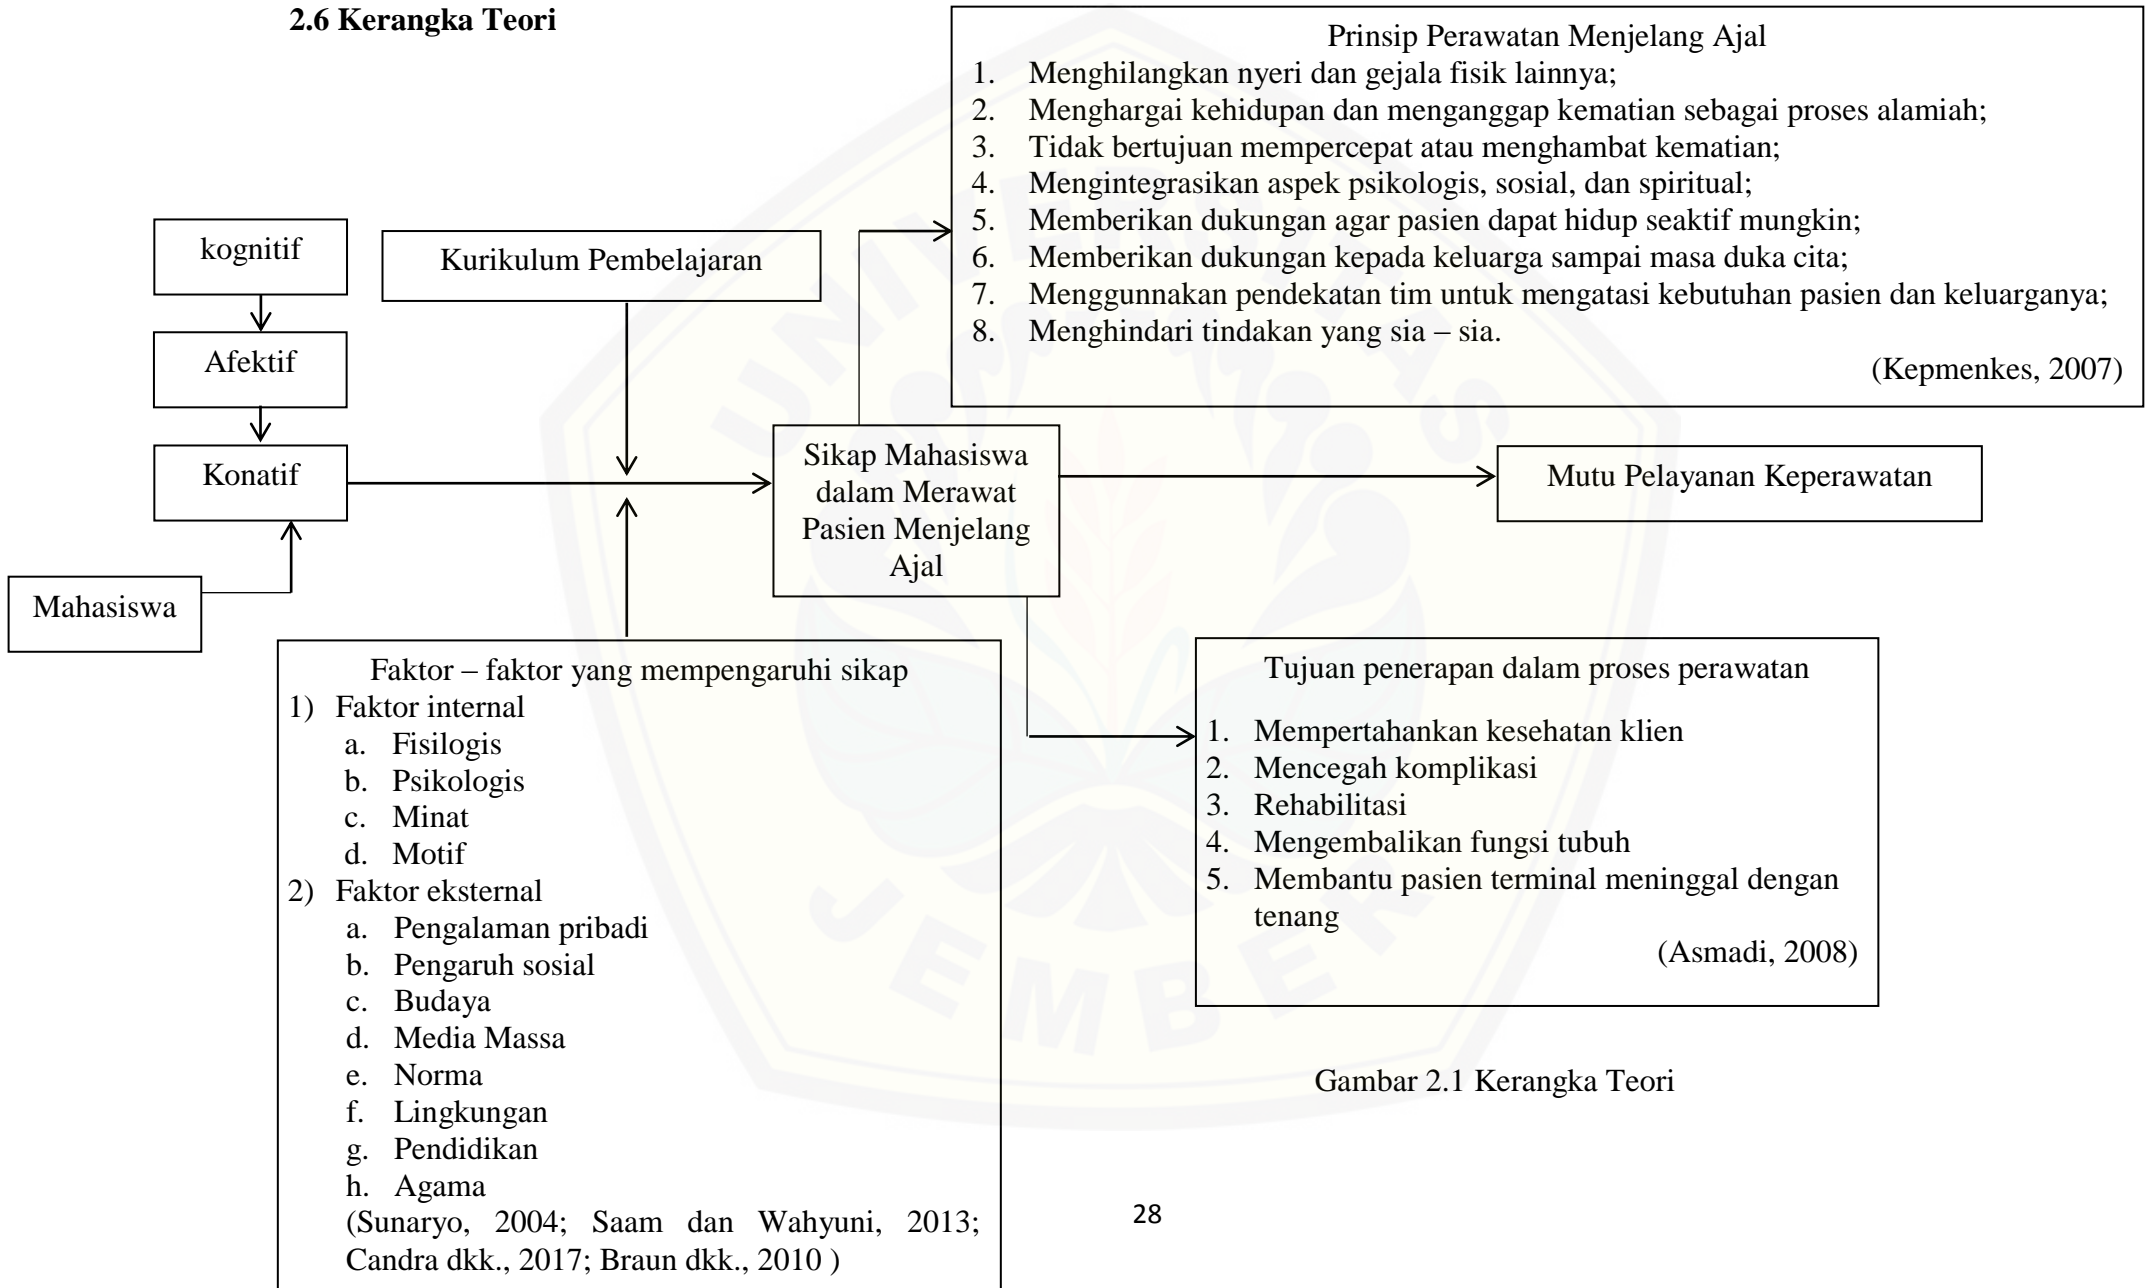 2.6 Kerangka Teori
Prinsip Perawatan Menjelang Ajal
1. Menghilangkan nyeri dan gejala fisik lainnya;
2. Menghargai kehidupan dan menganggap kematian sebagai proses alamiah;
3. Tidak bertujuan mempercepat atau menghambat kematian;
4. Mengintegrasikan aspek psikologis, sosial, dan spiritual;
5. Memberikan dukungan agar pasien dapat hidup seaktif mungkin;
6. Memberikan dukungan kepada keluarga sampai masa duka cita;
7. Menggunnakan pendekatan tim untuk mengatasi kebutuhan pasien dan keluarganya;
8. Menghindari tindakan yang sia – sia.
(Kepmenkes, 2007)
kognitif
Afektif
Konatif
Mahasiswa
Kurikulum Pembelajaran
Sikap Mahasiswa
dalam Merawat
Pasien Menjelang
Ajal
Mutu Pelayanan Keperawatan
Faktor – faktor yang mempengaruhi sikap
1) Faktor internal
a. Fisilogis
b. Psikologis
c. Minat
d. Motif
2) Faktor eksternal
a. Pengalaman pribadi
b. Pengaruh sosial
c. Budaya
d. Media Massa
e. Norma
f. Lingkungan
g. Pendidikan
h. Agama
(Sunaryo, 2004; Saam dan Wahyuni, 2013;
Candra dkk., 2017; Braun dkk., 2010 )
Tujuan penerapan dalam proses perawatan
1. Mempertahankan kesehatan klien
2. Mencegah komplikasi
3. Rehabilitasi
4. Mengembalikan fungsi tubuh
5. Membantu pasien terminal meninggal dengan
tenang
(Asmadi, 2008)
Gambar 2.1 Kerangka Teori
28
UNIVERSITAS
JEMBER